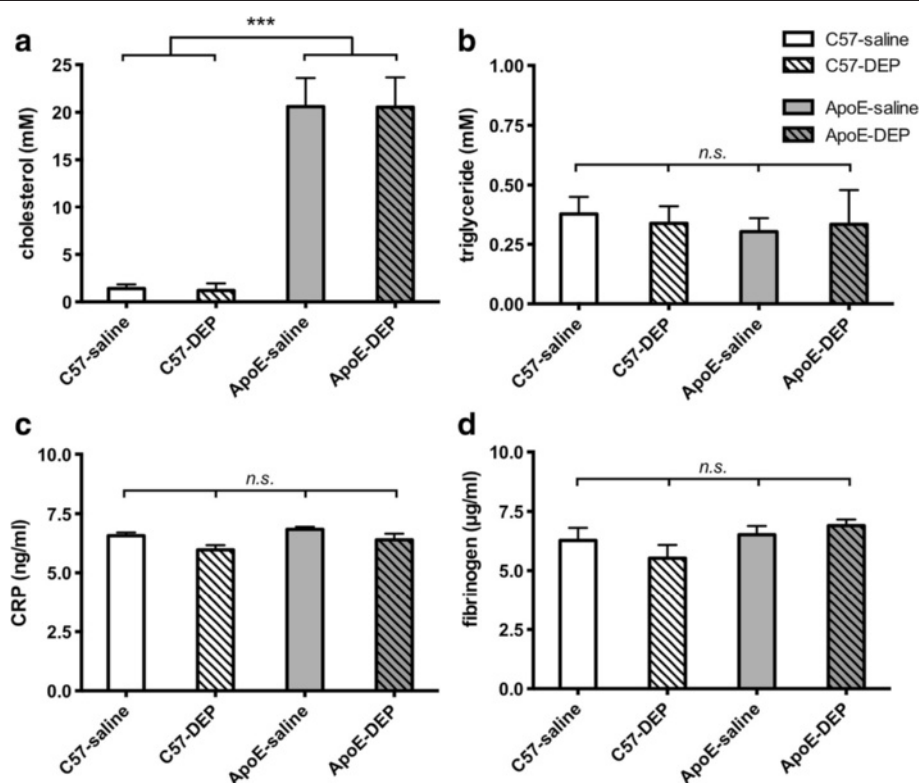 a
***
cholesterol (mM)
25
20
15
10
5
0
C57-saline
C57-DEP
ApoE-saline
ApoE-DEP
b
C57-saline
C57-DEP
ApoE-saline
ApoE-DEP
triglyceride (mM)
1.00
0.75
0.50
0.25
0.00
n.s.
C57-saline
C57-DEP
ApoE-saline
ApoE-DEP
c
CRP (ng/ml)
10.0
7.5
5.0
2.5
0.0
n.s.
C57-saline
C57-DEP
ApoE-saline
ApoE-DEP
d
fibrinogen (µg/ml)
10.0
7.5
5.0
2.5
0.0
n.s.
C57-saline
C57-DEP
ApoE-saline
ApoE-DEP